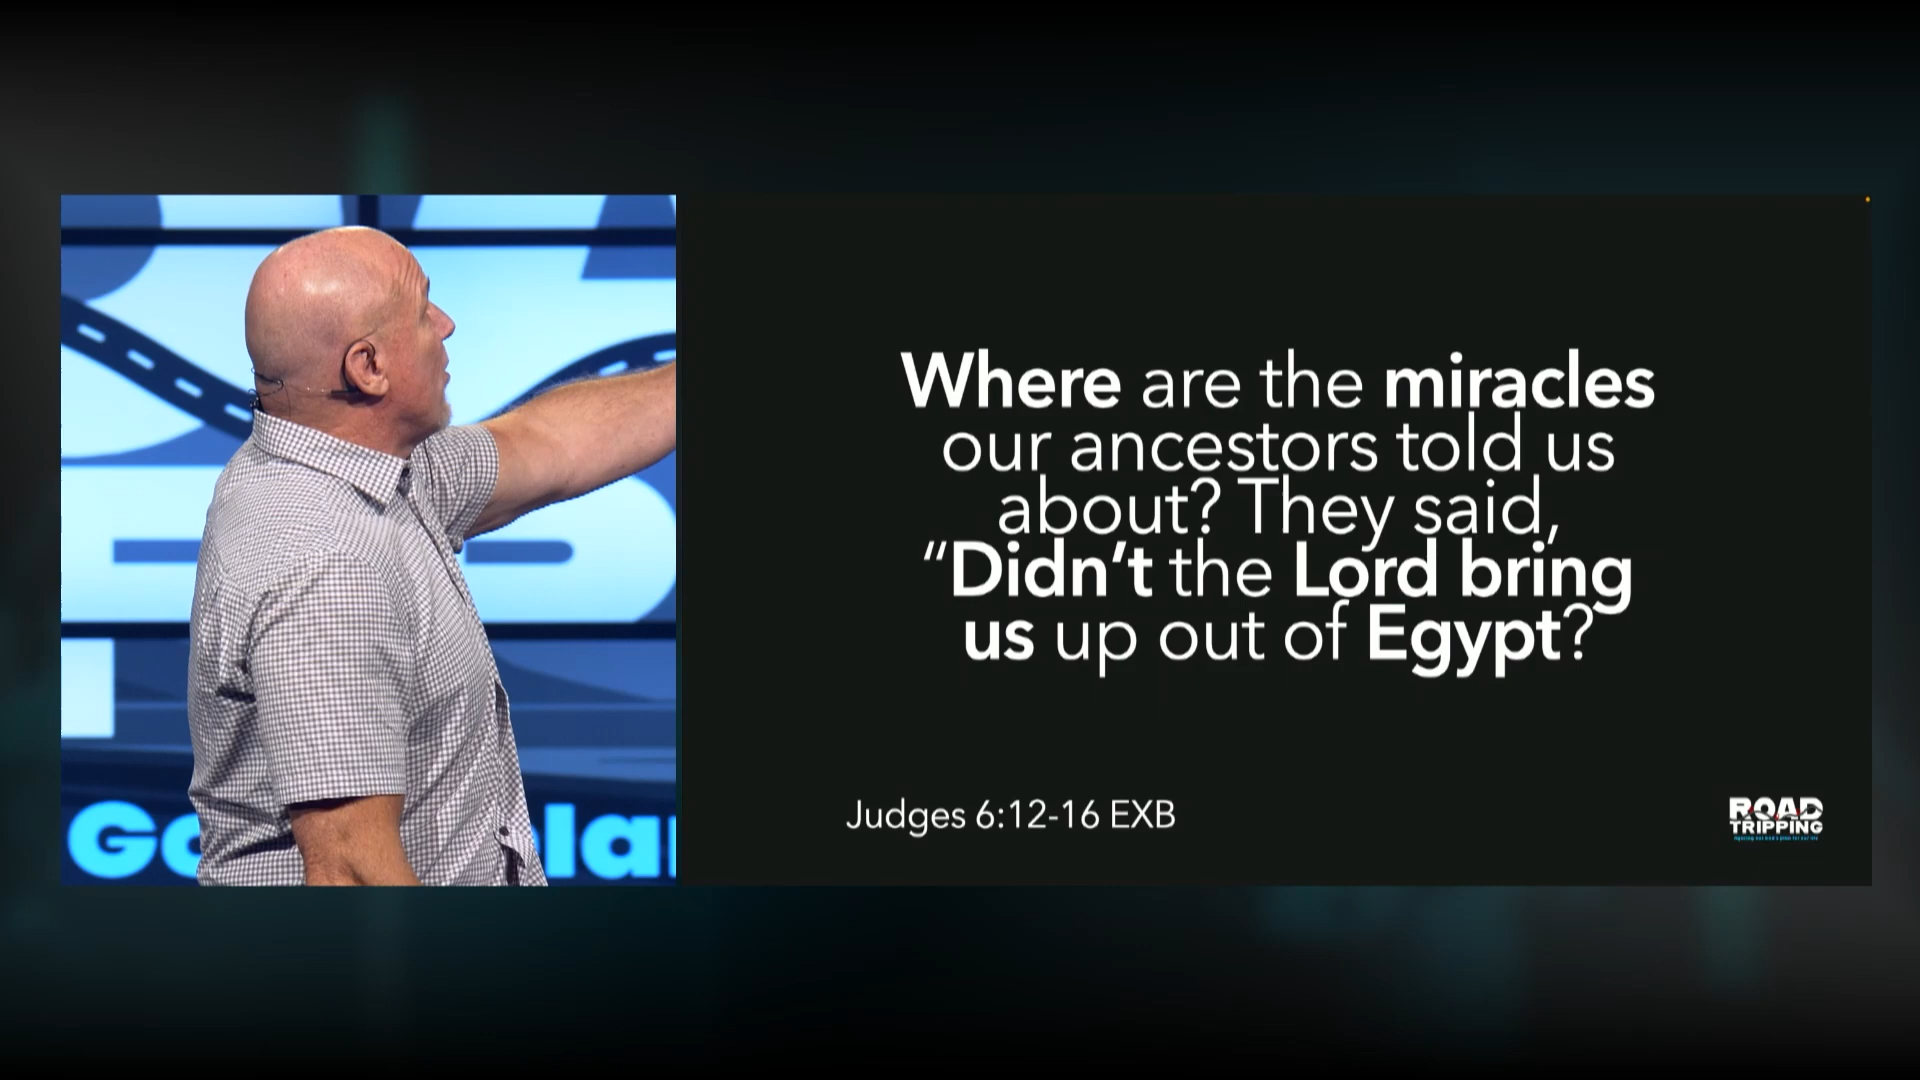 Where are the miracles
our ancestors told us
about? They said,
“Didn’t the Lord bring
us up out of Egypt?
Judges 6:12-16 EXB
ROAD
TRIPPING